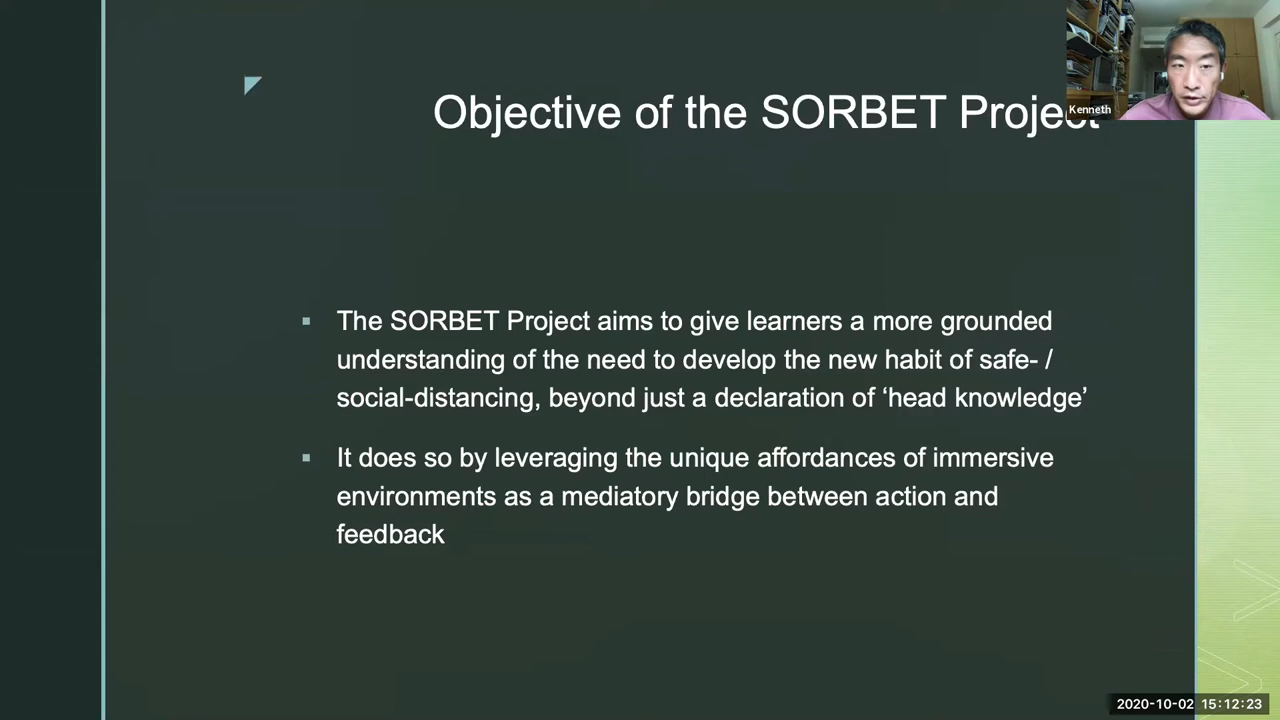 Objective of the SORBET Project
Kenneth
The SORBET Project aims to give learners a more grounded
understanding of the need to develop the new habit of safe- /
social-distancing, beyond just a declaration of ‘head knowledge’
It does so by leveraging the unique affordances of immersive
environments as a mediatory bridge between action and
feedback
2020-10-02 15:12:23